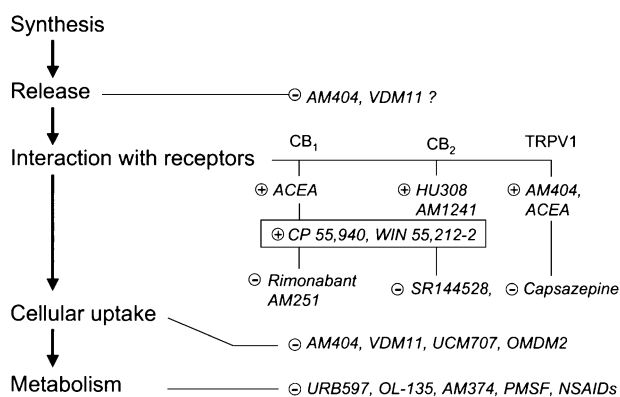 Synthesis
Release
⊖ AM404, VDM11 ?
CB1 CB2 TRPV1
Interaction with receptors
⊕ ACEA
⊕ HU308
AM1241
⊕ AM404,
ACEA
⊕ CP 55,940, WIN 55,212-2
⊖ Rimonabant
AM251
⊖ SR144528,
⊖ Capsazepine
Cellular uptake
⊖ AM404, VDM11, UCM707, OMDM2
Metabolism
⊖ URB597, OL-135, AM374, PMSF, NSAIDs